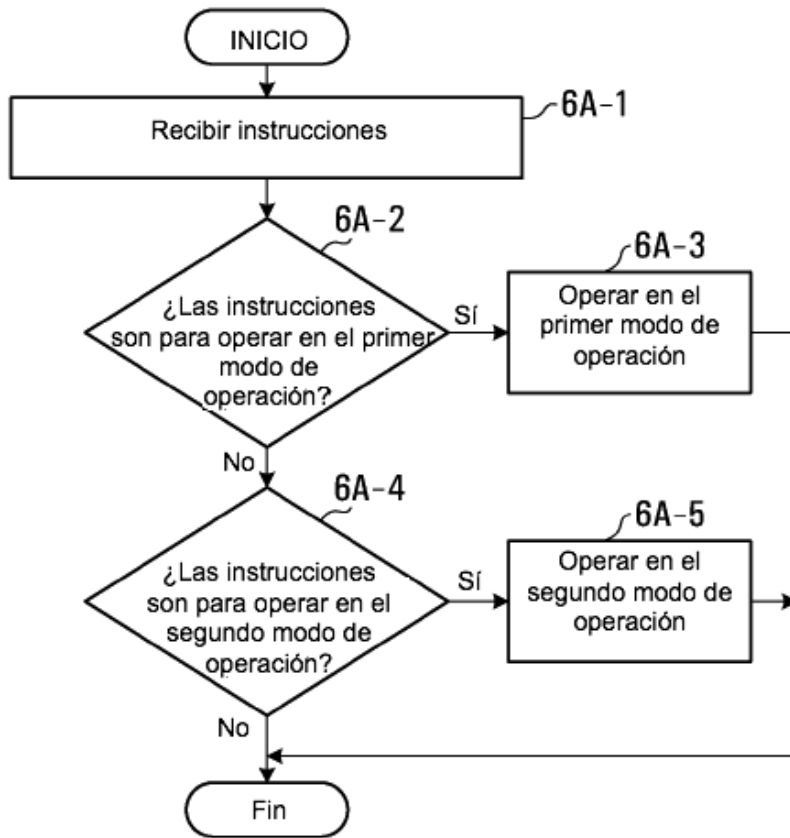 INICIO
6A-1
Recibir instrucciones
6A-2
¿Las instrucciones
son para operar en el primer
modo de
operación?
Sí
6A-3
Operar en el
primer modo de
operación
No
6A-4
¿Las instrucciones
son para operar en el
segundo modo de
operación?
Sí
6A-5
Operar en el
segundo modo de
operación
No
Fin